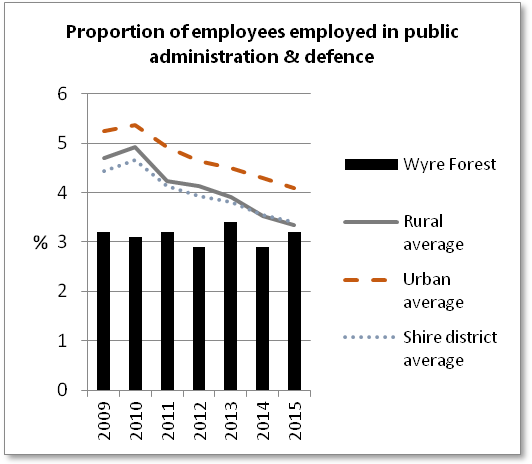 Proportion of employees employed in public
administration & defence
6
5
4
3
2
1
0
%
2009
2010
2011
2012
2013
2014
2015
Wyre Forest
Rural
average
Urban
average
Shire district
average